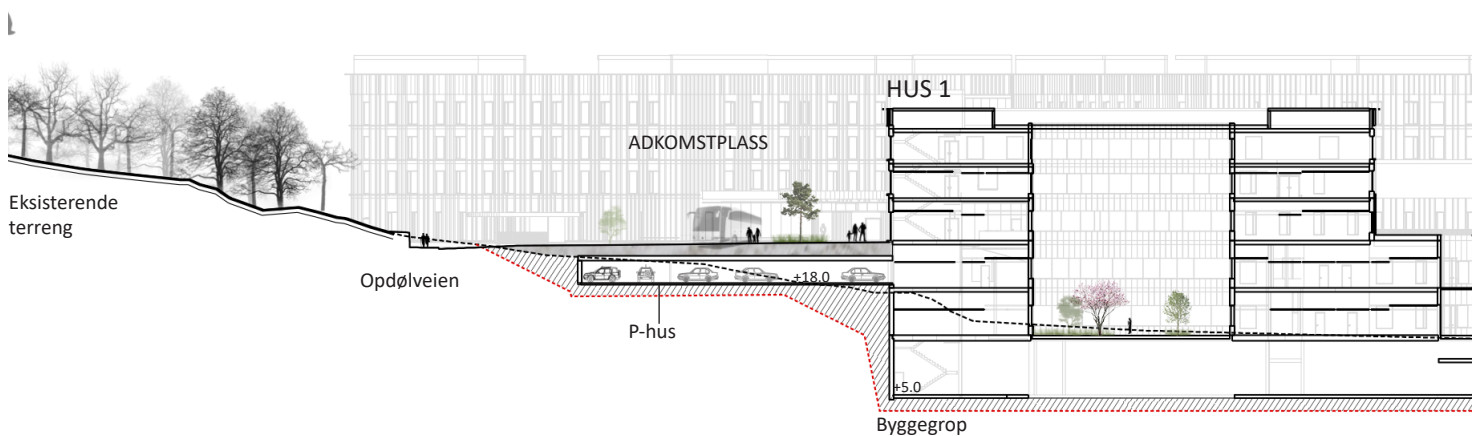 HUS 1
ADKOMSTPLASS
Eksisterende
terreng
Opdølveien
+18.0
P-hus
+5.0
Byggegrop